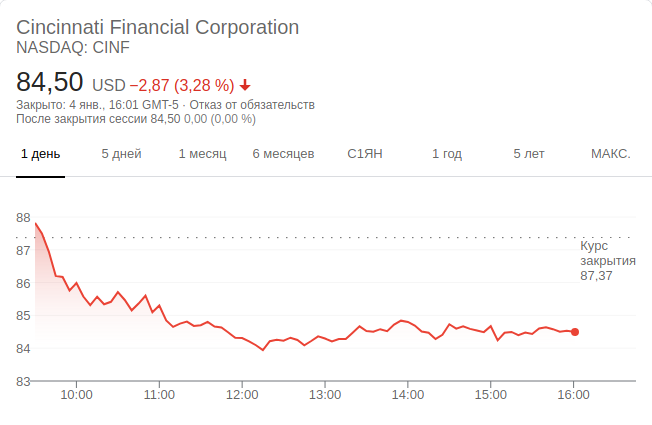 Cincinnati Financial Corporation
NASDAQ: CINF
84,50 USD −2,87 (3,28 %)
Закрыто: 4 янв., 16:01 GMT-5 · Отказ от обязательств
После закрытия сессии 84,50 0,00 (0,00 %)
1 день 5 дней 1 месяц 6 месяцев С1ЯН 1 год 5 лет МАКС.
88
87
86
85
84
83
Курс
закрытия
87,37
10:00 11:00 12:00 13:00 14:00 15:00 16:00